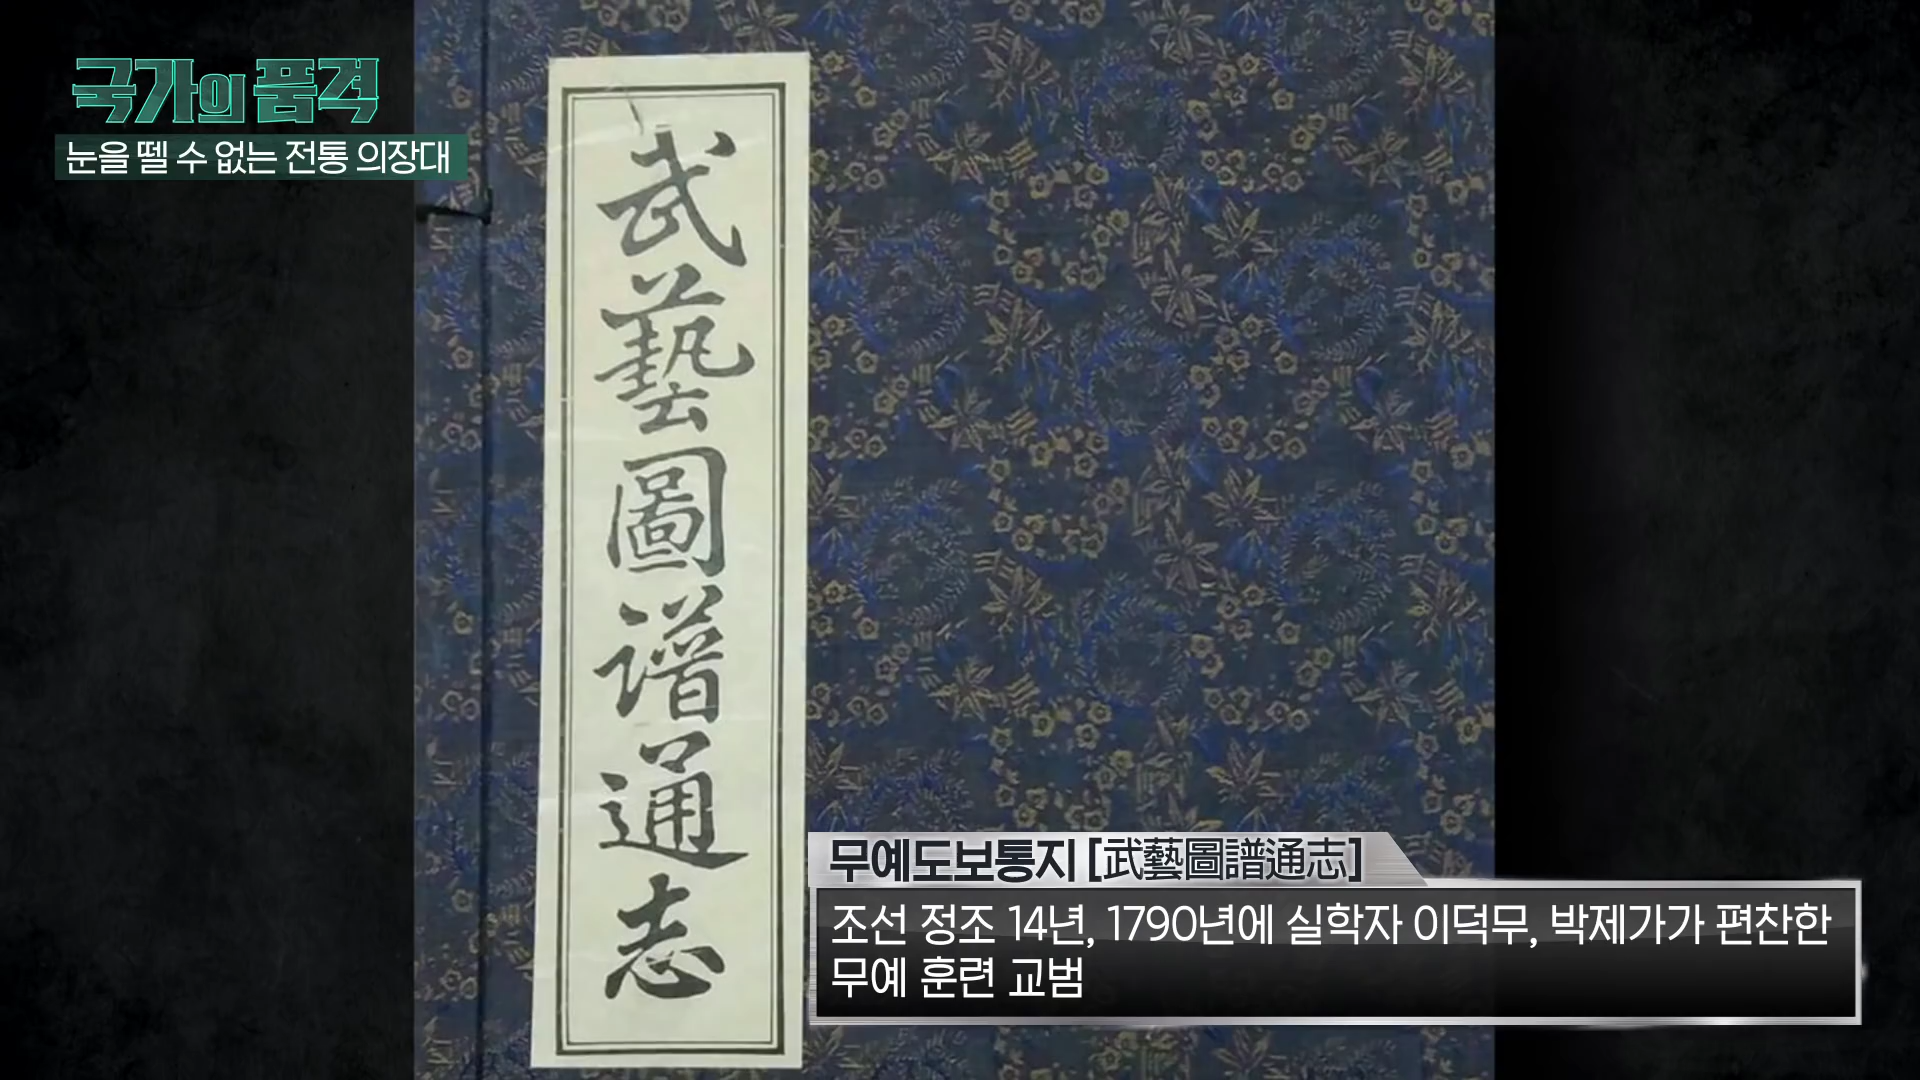 국가의 품격
눈을 뗄 수 없는 전통 의장대
武藝圖譜通志
무예도보통지 [武藝圖譜通志]
조선 정조 14년, 1790년에 실학자 이덕무, 박제가가 편찬한
무예 훈련 교범